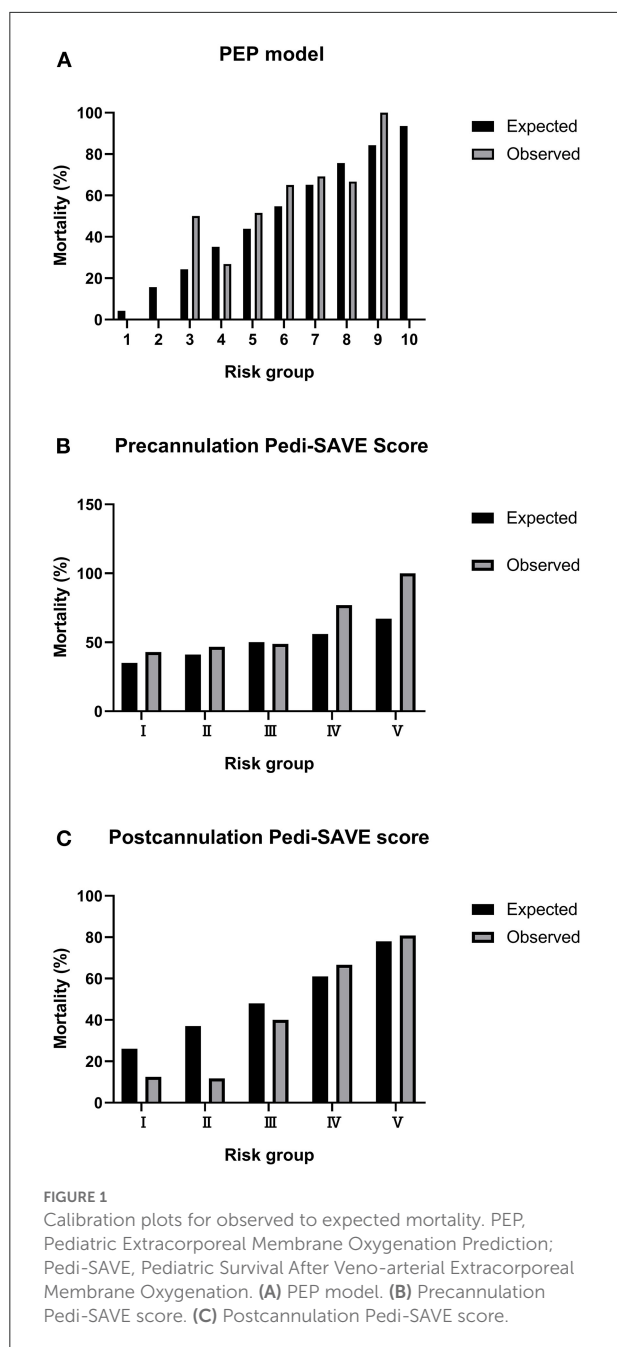 A
PEP model
Mortality (%)
100
80
60
40
20
0
1 2 3 4 5 6 7 8 9 10
Risk group
Expected
Observed
B
Precannulation Pedi-SAVE Score
Mortality (%)
150
100
50
0
Ⅰ Ⅱ Ⅲ Ⅳ Ⅴ
Risk group
Expected
Observed
C
Postcannulation Pedi-SAVE score
Mortality (%)
100
80
60
40
20
0
Ⅰ Ⅱ Ⅲ Ⅳ Ⅴ
Risk group
Expected
Observed
FIGURE 1
Calibration plots for observed to expected mortality. PEP,
Pediatric Extracorporeal Membrane Oxygenation Prediction;
Pedi-SAVE, Pediatric Survival After Veno-arterial Extracorporeal
Membrane Oxygenation. (A) PEP model. (B) Precannulation
Pedi-SAVE score. (C) Postcannulation Pedi-SAVE score.